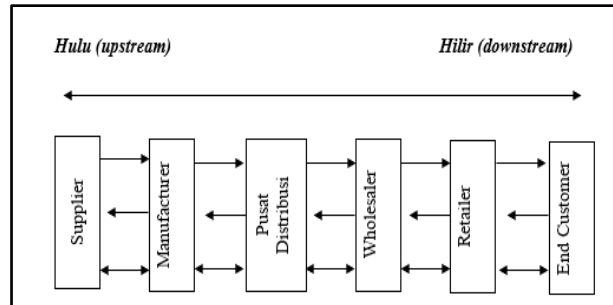 Hulu (upstream)
Hilir (downstream)
Supplier
Manufacturer
Pusat
Distribusi
Wholesaler
Retailer
End Customer